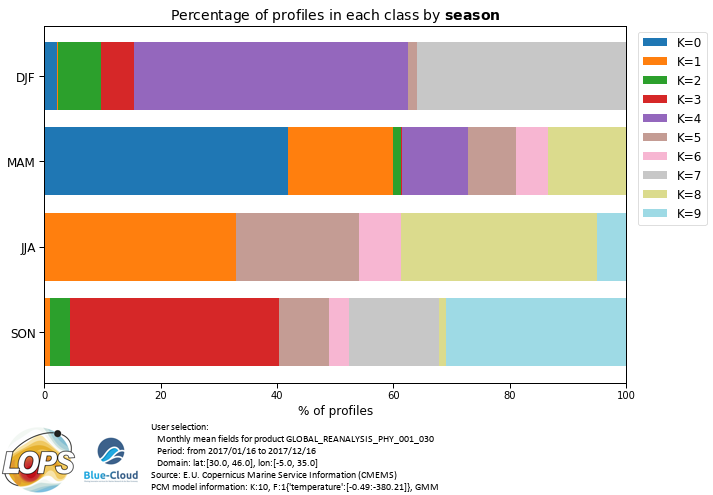 Percentage of profiles in each class by season
DJF
MAM
JJA
SON
0 20 40 60 80 100
% of profiles
K=0
K=1
K=2
K=3
K=4
K=5
K=6
K=7
K=8
K=9
LOPS
Blue-Cloud
User selection:
Monthly mean fields for product GLOBAL_REANALYSIS_PHY_001_030
Period: from 2017/01/16 to 2017/12/16
Domain: lat:[30.0, 46.0], lon:[-5.0, 35.0]
Source: E.U. Copernicus Marine Service Information (CMEMS)
PCM model information: K:10, F:1{'temperature':[-0.49:-380.21]}, GMM